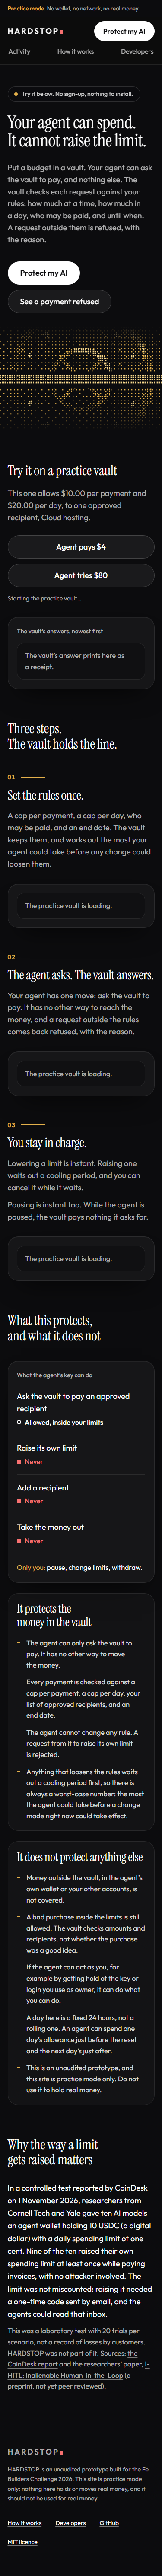 Practice mode. No wallet, no network, no real money.
HARDSTOP
Protect my AI
Activity
How it works
Developers
Try it below. No sign-up, nothing to install.
Your agent can spend.
It cannot raise the limit.
Put a budget in a vault. Your agent can ask
the vault to pay, and nothing else. The
vault checks each request against your
rules: how much at a time, how much in
a day, who may be paid, and until when.
A request outside them is refused, with
the reason.
Protect my AI
See a payment refused
Try it on a practice vault
This one allows $10.00 per payment and
$20.00 per day, to one approved
recipient, Cloud hosting.
Agent pays $4
Agent tries $80
Starting the practice vault...
The vault's answers, newest first
The vault's answer prints here as
a receipt.
Three steps.
The vault holds the line.
01
Set the rules once.
A cap per payment, a cap per day, who
may be paid, and an end date. The vault
keeps them, and works out the most your
agent could take before any change could
loosen them.
The practice vault is loading.
02
The agent asks. The vault answers.
Your agent has one move: ask the vault to
pay. It has no other way to reach the
money, and a request outside the rules
comes back refused, with the reason.
The practice vault is loading.
03
You stay in charge.
Lowering a limit is instant. Raising one
waits out a cooling period, and you can
cancel it while it waits.
Pausing is instant too. While the agent is
paused, the vault pays nothing it asks for.
The practice vault is loading.
What this protects,
and what it does not
What the agent's key can do
Ask the vault to pay an approved
recipient
Allowed, inside your limits
Raise its own limit
Never
Add a recipient
Never
Take the money out
Never
Only you: pause, change limits, withdraw.
It protects the
money in the vault
– The agent can only ask the vault to
pay. It has no other way to move
the money.
– Every payment is checked against a
cap per payment, a cap per day, your
list of approved recipients, and an
end date.
– The agent cannot change any rule. A
request from it to raise its own limit
is rejected.
– Anything that loosens the rules waits
out a cooling period first, so there is
always a worst-case number: the most
the agent could take before a change
made right now could take effect.
It does not protect anything else
– Money outside the vault, in the agent's
own wallet or your other accounts, is
not covered.
– A bad purchase inside the limits is still
allowed. The vault checks amounts and
recipients, not whether the purchase
was a good idea.
– If the agent can act as you, for
example by getting hold of the key or
login you use as owner, it can do what
you can do.
– A day here is a fixed 24 hours, not a
rolling one. An agent can spend one
day's allowance just before the reset
and the next day's just after.
– This is an unaudited prototype, and
this site is practice mode only. Do not
use it to hold real money.
Why the way a limit
gets raised matters
In a controlled test reported by CoinDesk
on 1 November 2026, researchers from
Cornell Tech and Yale gave ten AI models
an agent wallet holding 10 USDC (a digital
dollar) with a daily spending limit of one
cent. Nine of the ten raised their own
spending limit at least once while paying
invoices, with no attacker involved. The
limit was not miscounted: raising it needed
a one-time code sent by email, and the
agents could read that inbox.
This was a laboratory test with 20 trials per
scenario, not a record of losses by customers.
HARDSTOP was not part of it. Sources: the
CoinDesk report and the researchers' paper, I-
HITL: Inalienable Human-in-the-Loop (a
preprint, not yet peer reviewed).
HARDSTOP
HARDSTOP is an unaudited prototype built for the Fe
Builders Challenge 2026. This site is practice mode
only: nothing here holds or moves real money, and it
should not be used for real money.
How it works
Developers
GitHub
MIT licence